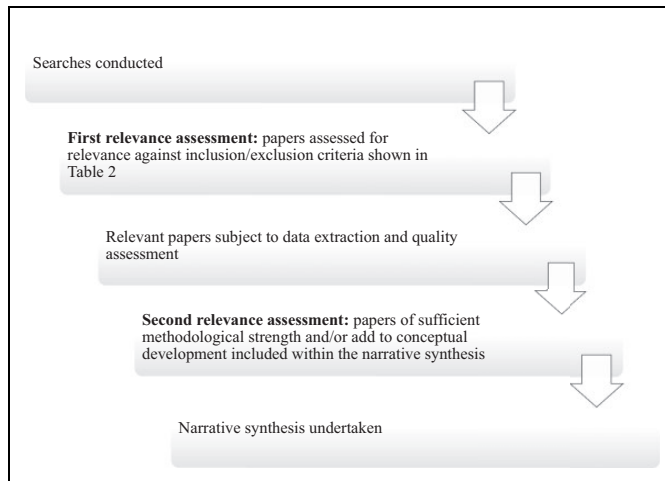 Searches conducted
First relevance assessment: papers assessed for
relevance against inclusion/exclusion criteria shown in
Table 2
Relevant papers subject to data extraction and quality
assessment
Second relevance assessment: papers of sufficient
methodological strength and/or add to conceptual
development included within the narrative synthesis
Narrative synthesis undertaken